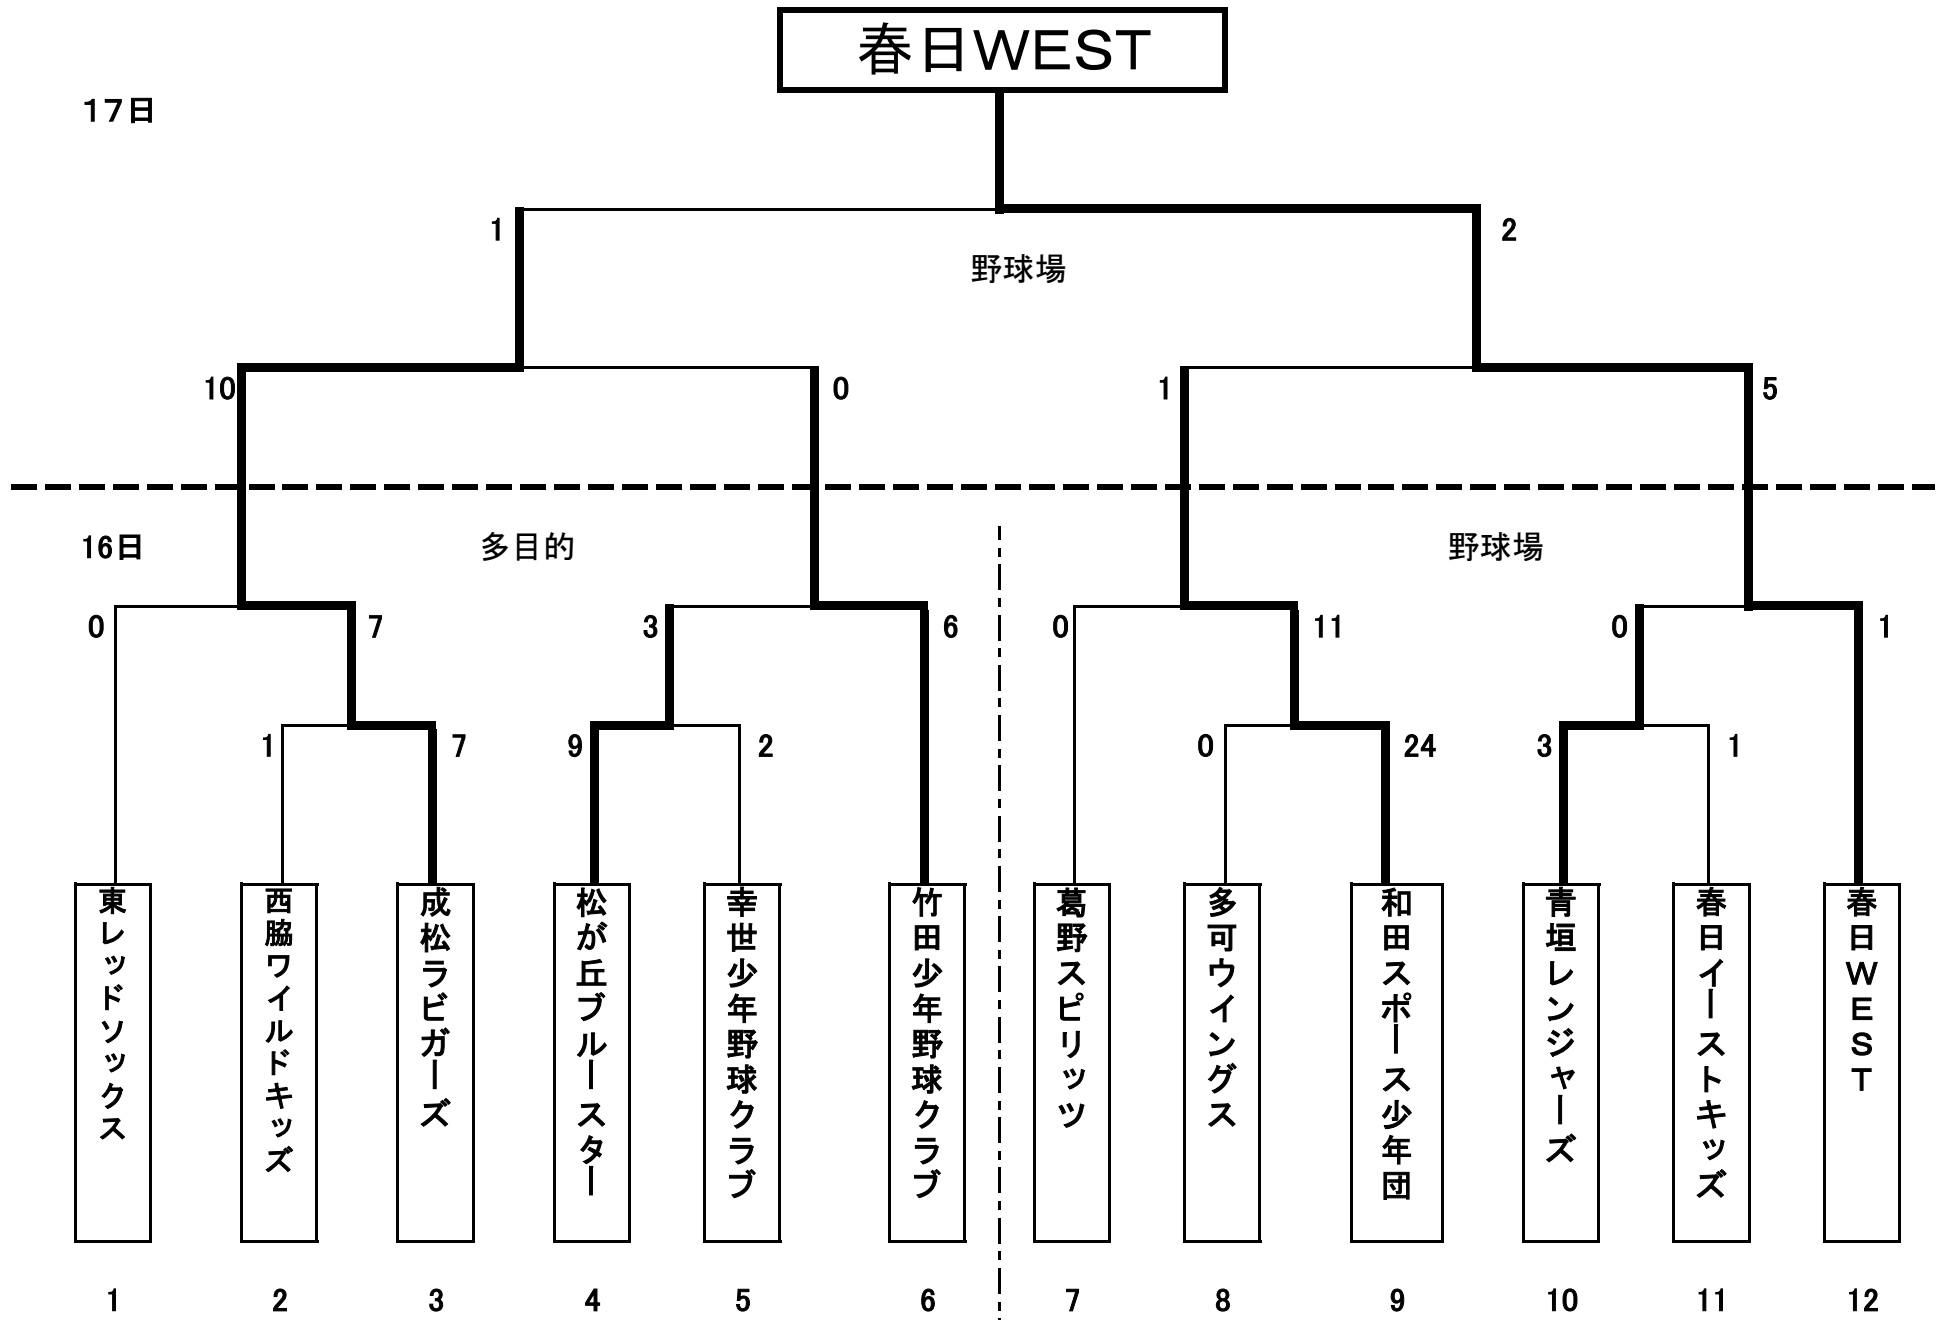 春日WEST
17日
1
2
野球場
10
0
1
5
16日
多目的
野球場
0
7
3
6
0
11
0
1
1
7
9
2
0
24
3
1
東レッドソックス
西脇ワイルドキッズ
成松ラビガーズ
松が丘ブルースター
幸世少年野球クラブ
竹田少年野球クラブ
葛野スピリッツ
多可ウイングス
和田スポース少年団
青垣レンジャーズ
春日イーストキッズ
春日WEST
1
2
3
4
5
6
7
8
9
10
11
12